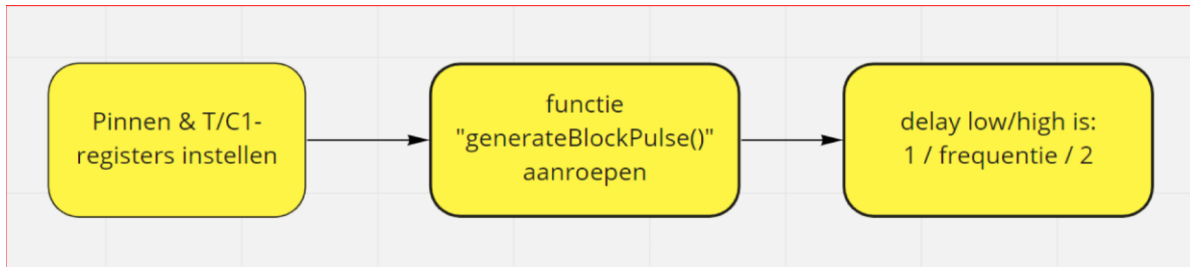 Pinnen & T/C1-
registers instellen
functie
"generateBlockPulse()"
aanroepen
delay low/high is:
1 / frequentie / 2